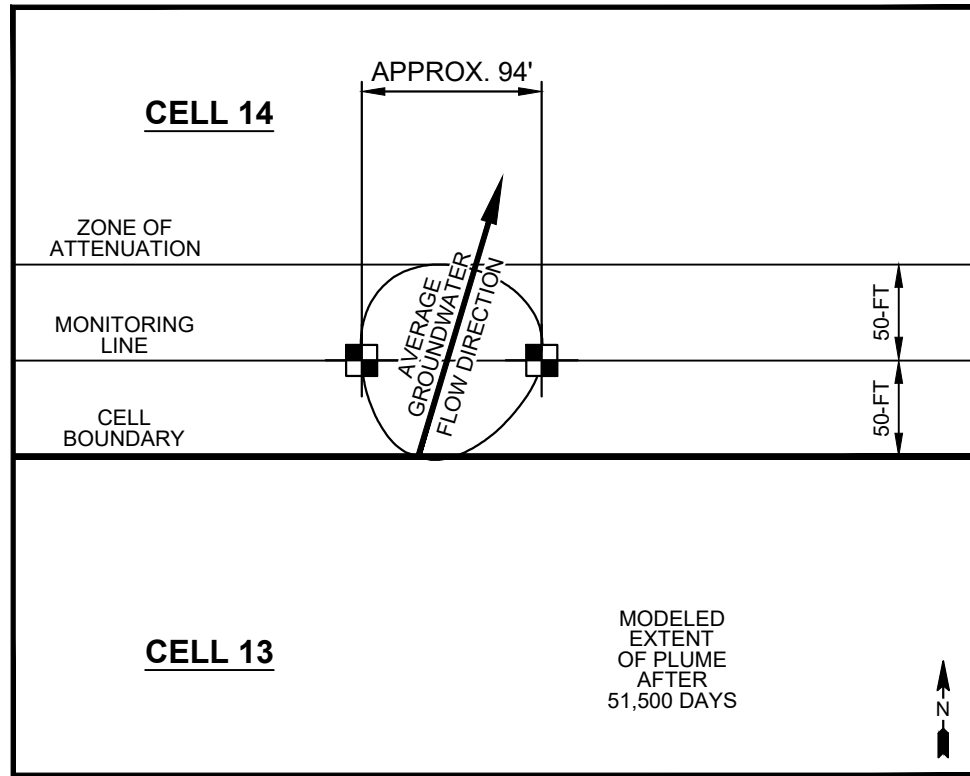 APPROX. 94'
CELL 14
ZONE OF
ATTENUATION
AVERAGE
GROUNDWATER
FLOW DIRECTION
50-FT
MONITORING
LINE
50-FT
CELL
BOUNDARY
CELL 13
MODELED
EXTENT
OF PLUME
AFTER
51,500 DAYS
N